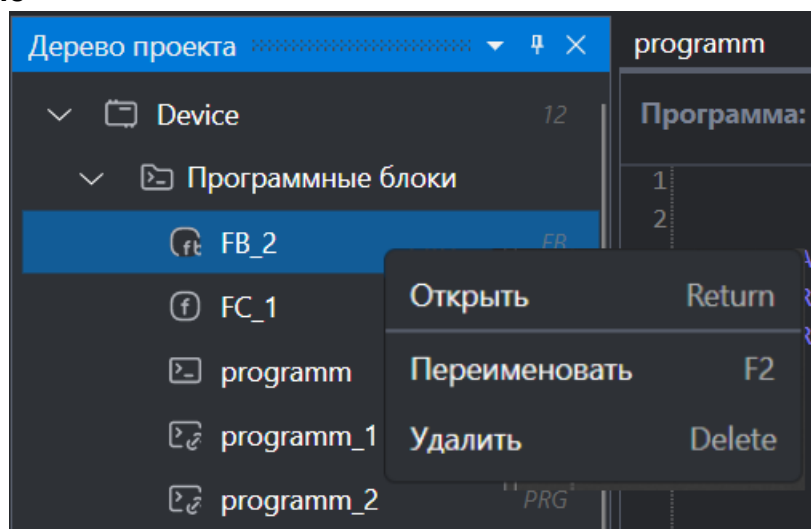 Дерево проекта
programm
Device 12
Программа:
Программные блоки
1
FB_2 FB
2
Открыть Return
FC_1
Переименовать F2
programm
Удалить Delete
programm_1
programm_2 PRG